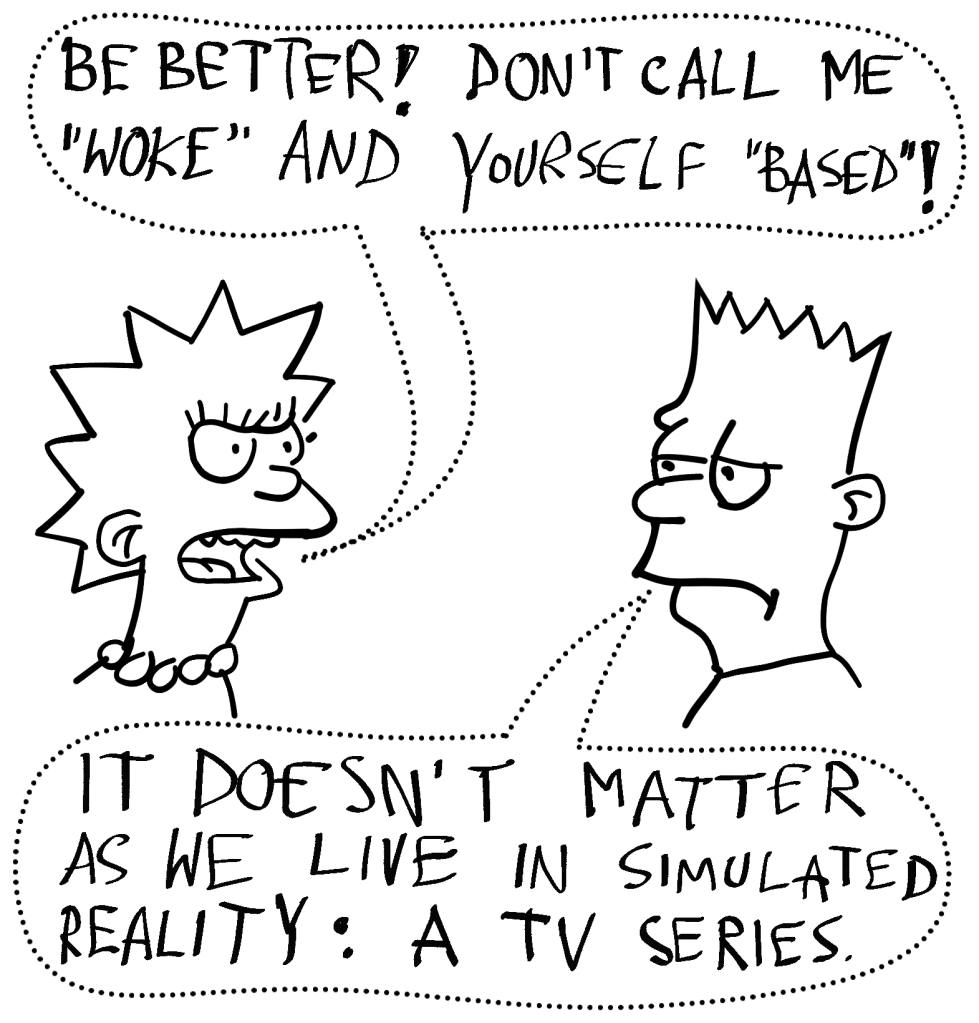 BE BETTER! DON'T CALL ME
"WOKE" AND YOURSELF "BASED"!
IT DOESN'T MATTER
AS WE LIVE IN SIMULATED
REALITY: A TV SERIES.